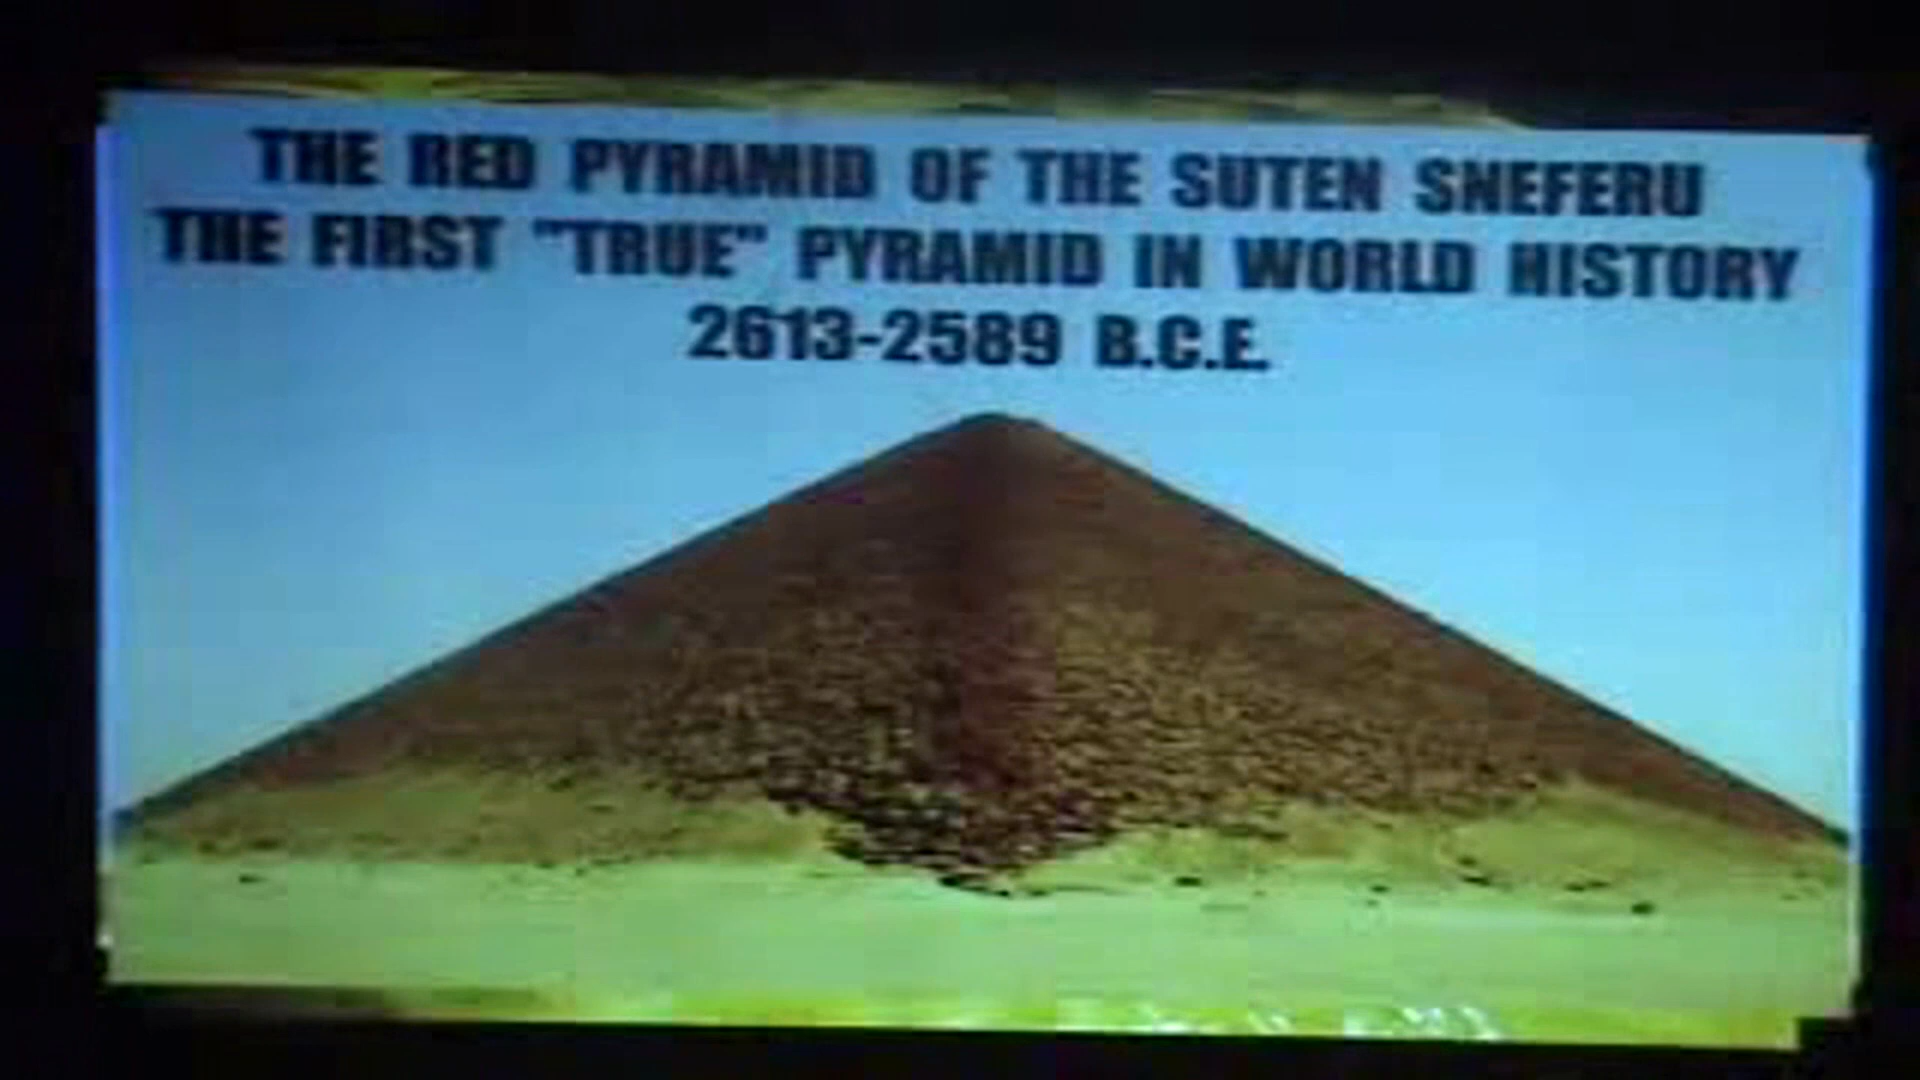 THE RED PYRAMID OF THE SUTEN SNEFERU
THE FIRST "TRUE" PYRAMID IN WORLD HISTORY
2613-2589 B.C.E.